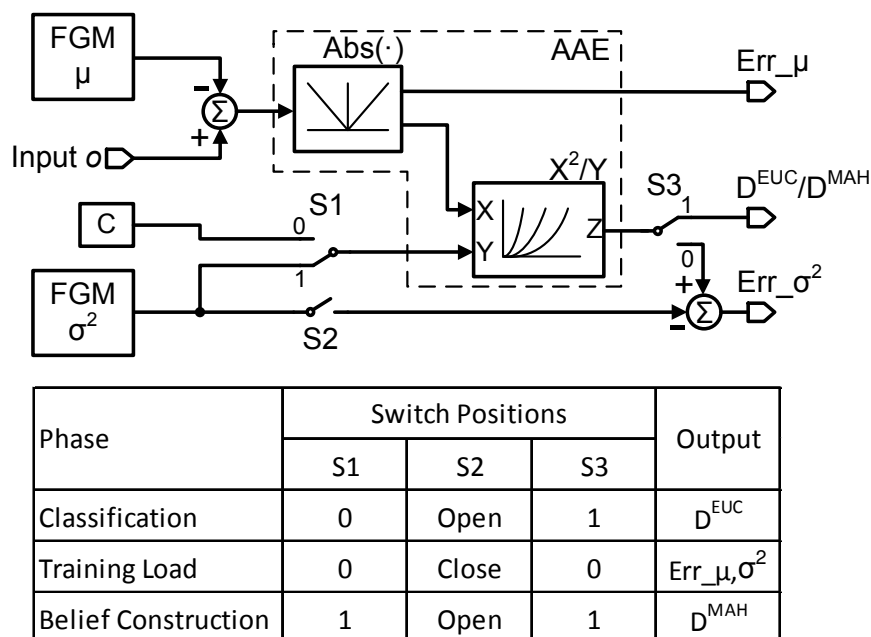 FGM
μ
Abs(·)
AAE
Err_μ
−
Σ
+
Input o
X²/Y
S3
1
D^EUC/D^MAH
C
S1
0
X
Y
Z
1
0
FGM
σ²
S2
+
−
Σ
Err_σ²
Phase
Switch Positions
Output
S1
S2
S3
Classification
0
Open
1
D^EUC
Training Load
0
Close
0
Err_μ,σ²
Belief Construction
1
Open
1
D^MAH